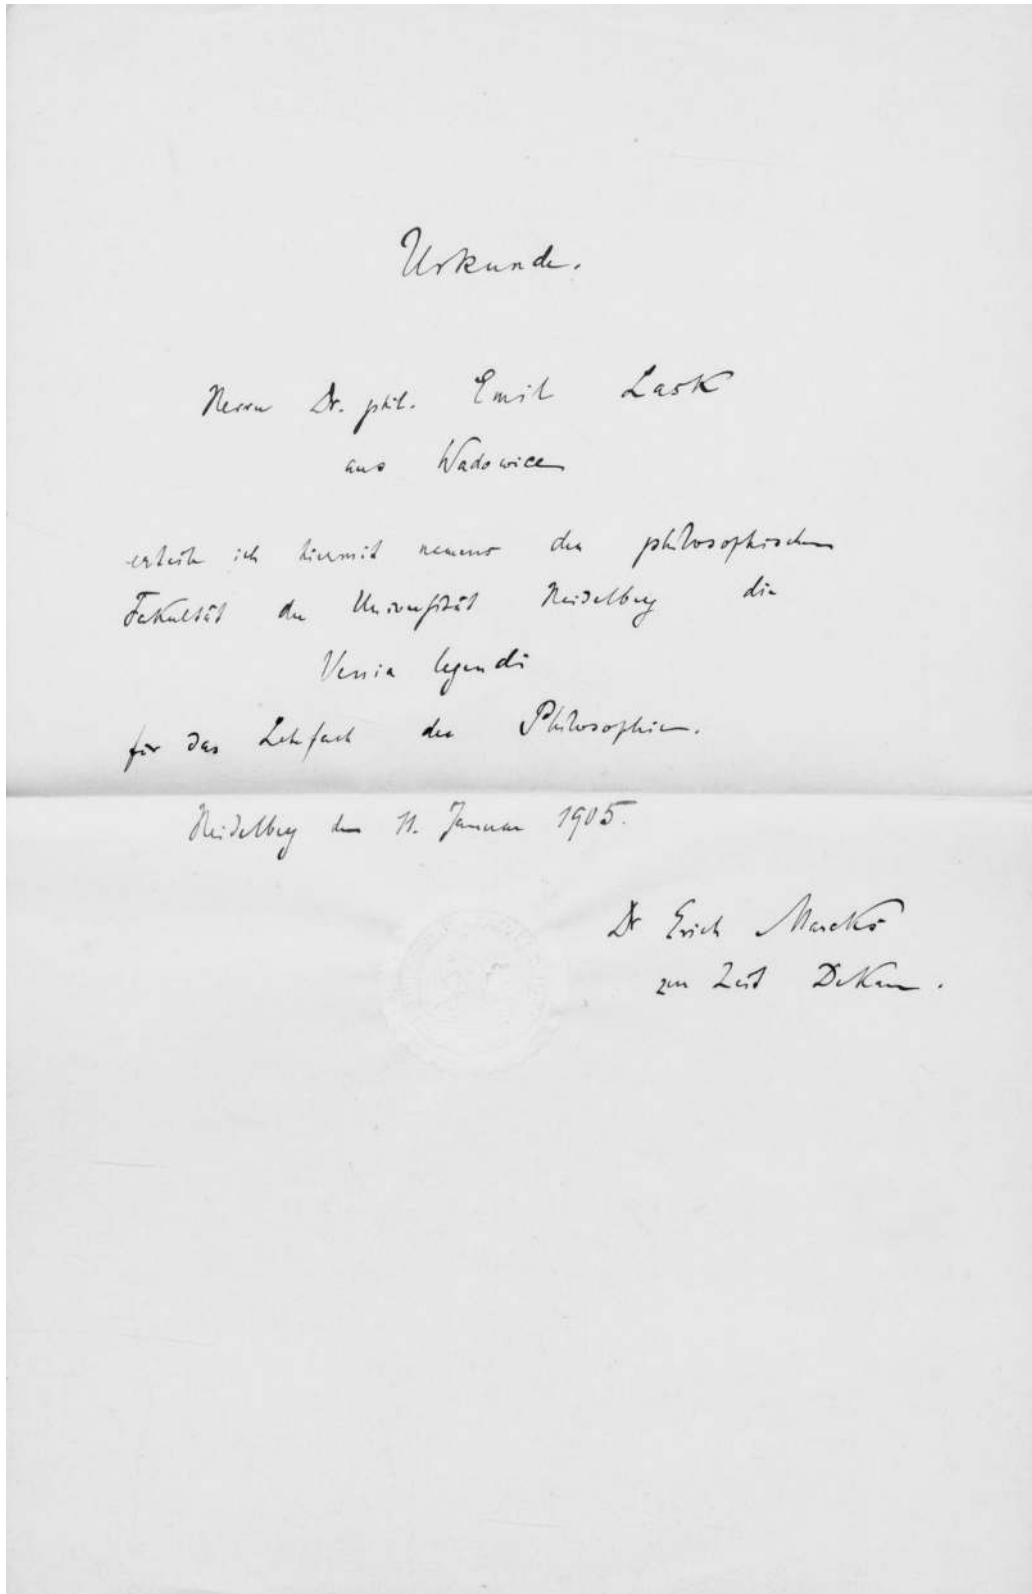 Urkunde.
Herrn Dr. phil. Emil Lask
aus Wadowice
erteile ich hiermit namens der philosophischen
Fakultät der Universität Heidelberg die
Venia legendi
für das Lehrfach der Philosophie.
Heidelberg den 11. Januar 1905.
Dr Erich Marcks
zur Zeit Dekan.